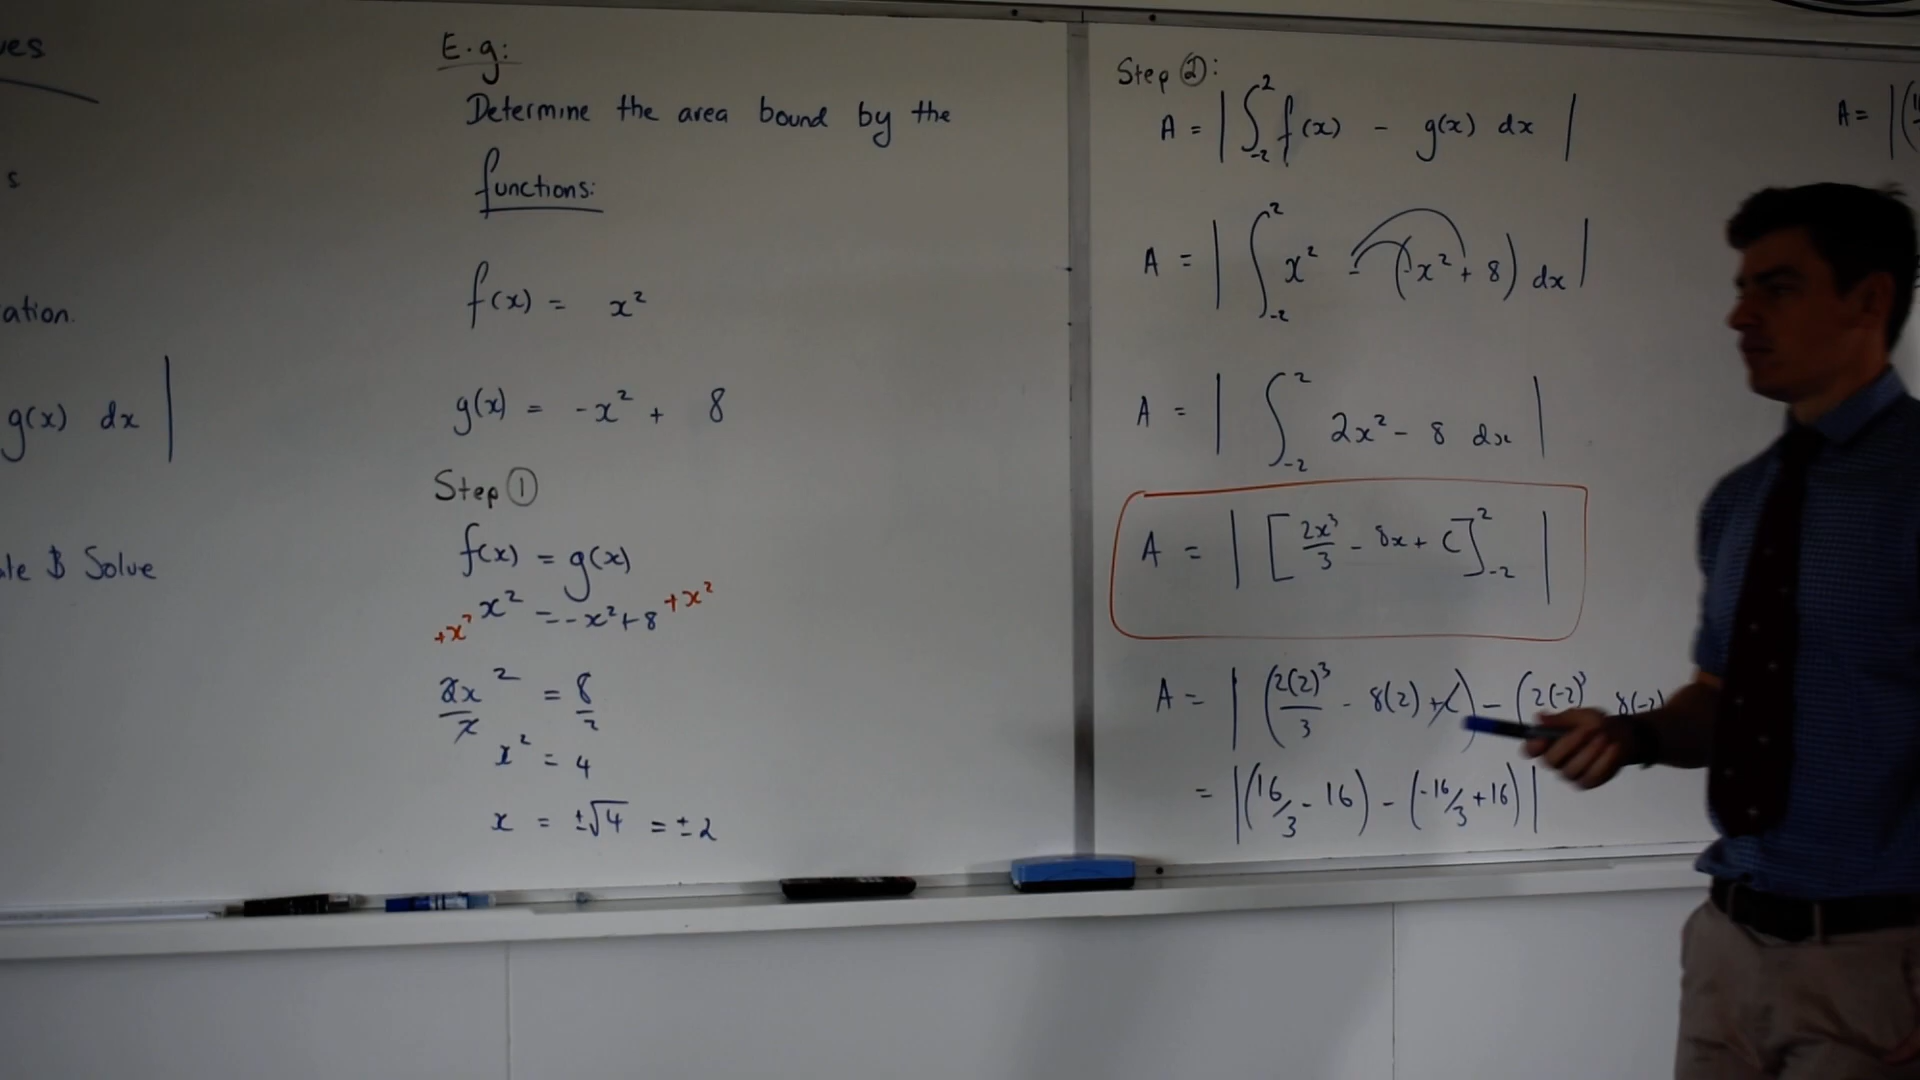 ves
s
ation.
g(x) dx |
ale $ Solve
E.g:
Determine the area bound by the
functions:
f(x) = x²
g(x) = -x² + 8
Step ①
f(x) = g(x)
+x² x² = -x² + 8 +x²
2x²/2 = 8/2
x² = 4
x = ±√4 = ±2
Step ②:
A = | ∫₋₂² f(x) - g(x) dx |
A = | ∫₋₂² x² - (-x² + 8) dx |
A = | ∫₋₂² 2x² - 8 dx |
A = | [2x³/3 - 8x + C]₋₂² |
A = | (2(2)³/3 - 8(2) + C) - (2(-2)³ 8(-2)
= | (16/3 - 16) - (-16/3 + 16) |
A = | (